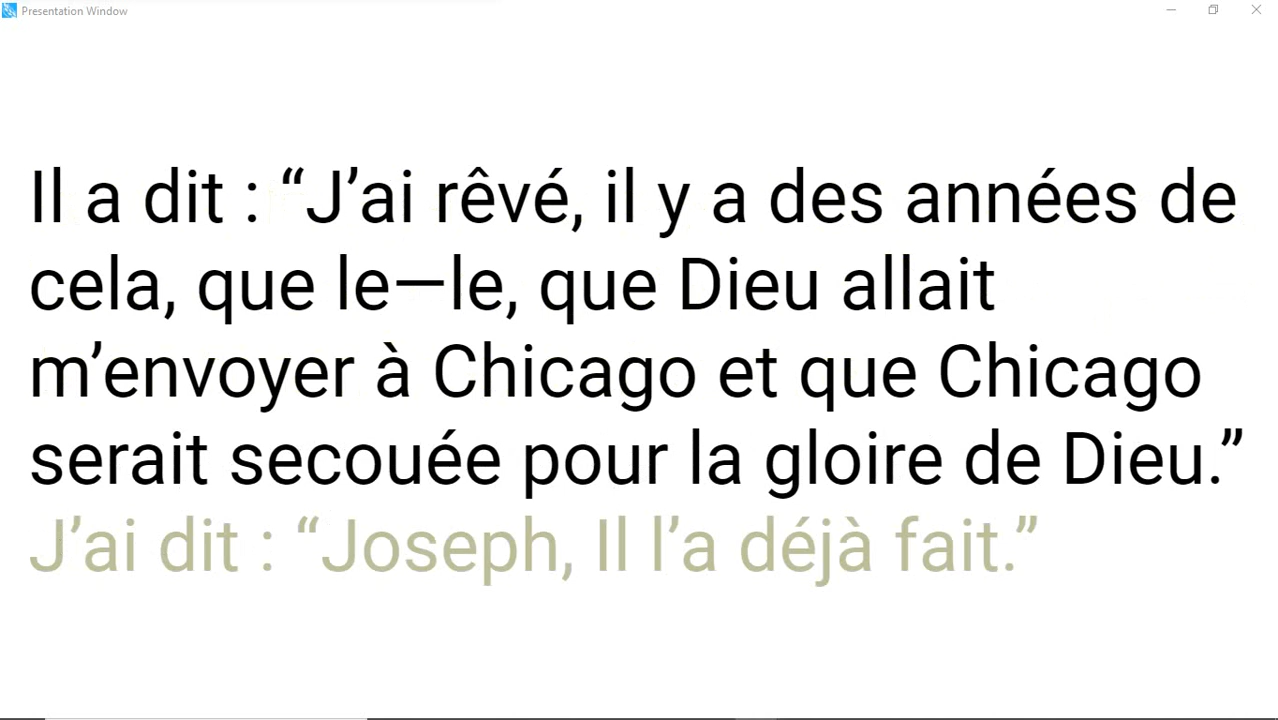 Presentation Window
Il a dit : “J’ai rêvé, il y a des années de
cela, que le—le, que Dieu allait
m’envoyer à Chicago et que Chicago
serait secouée pour la gloire de Dieu.”
J’ai dit : “Joseph, Il l’a déjà fait.”